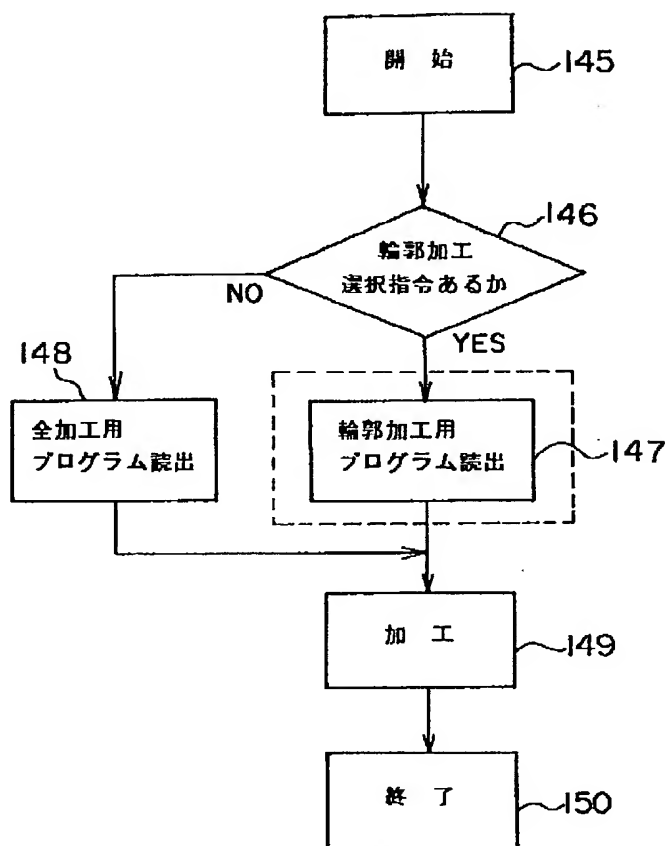 開始
145
146
輪郭加工
選択指令あるか
NO
YES
148
全加工用
プログラム読出
輪郭加工用
プログラム読出
147
加工
149
終了
150